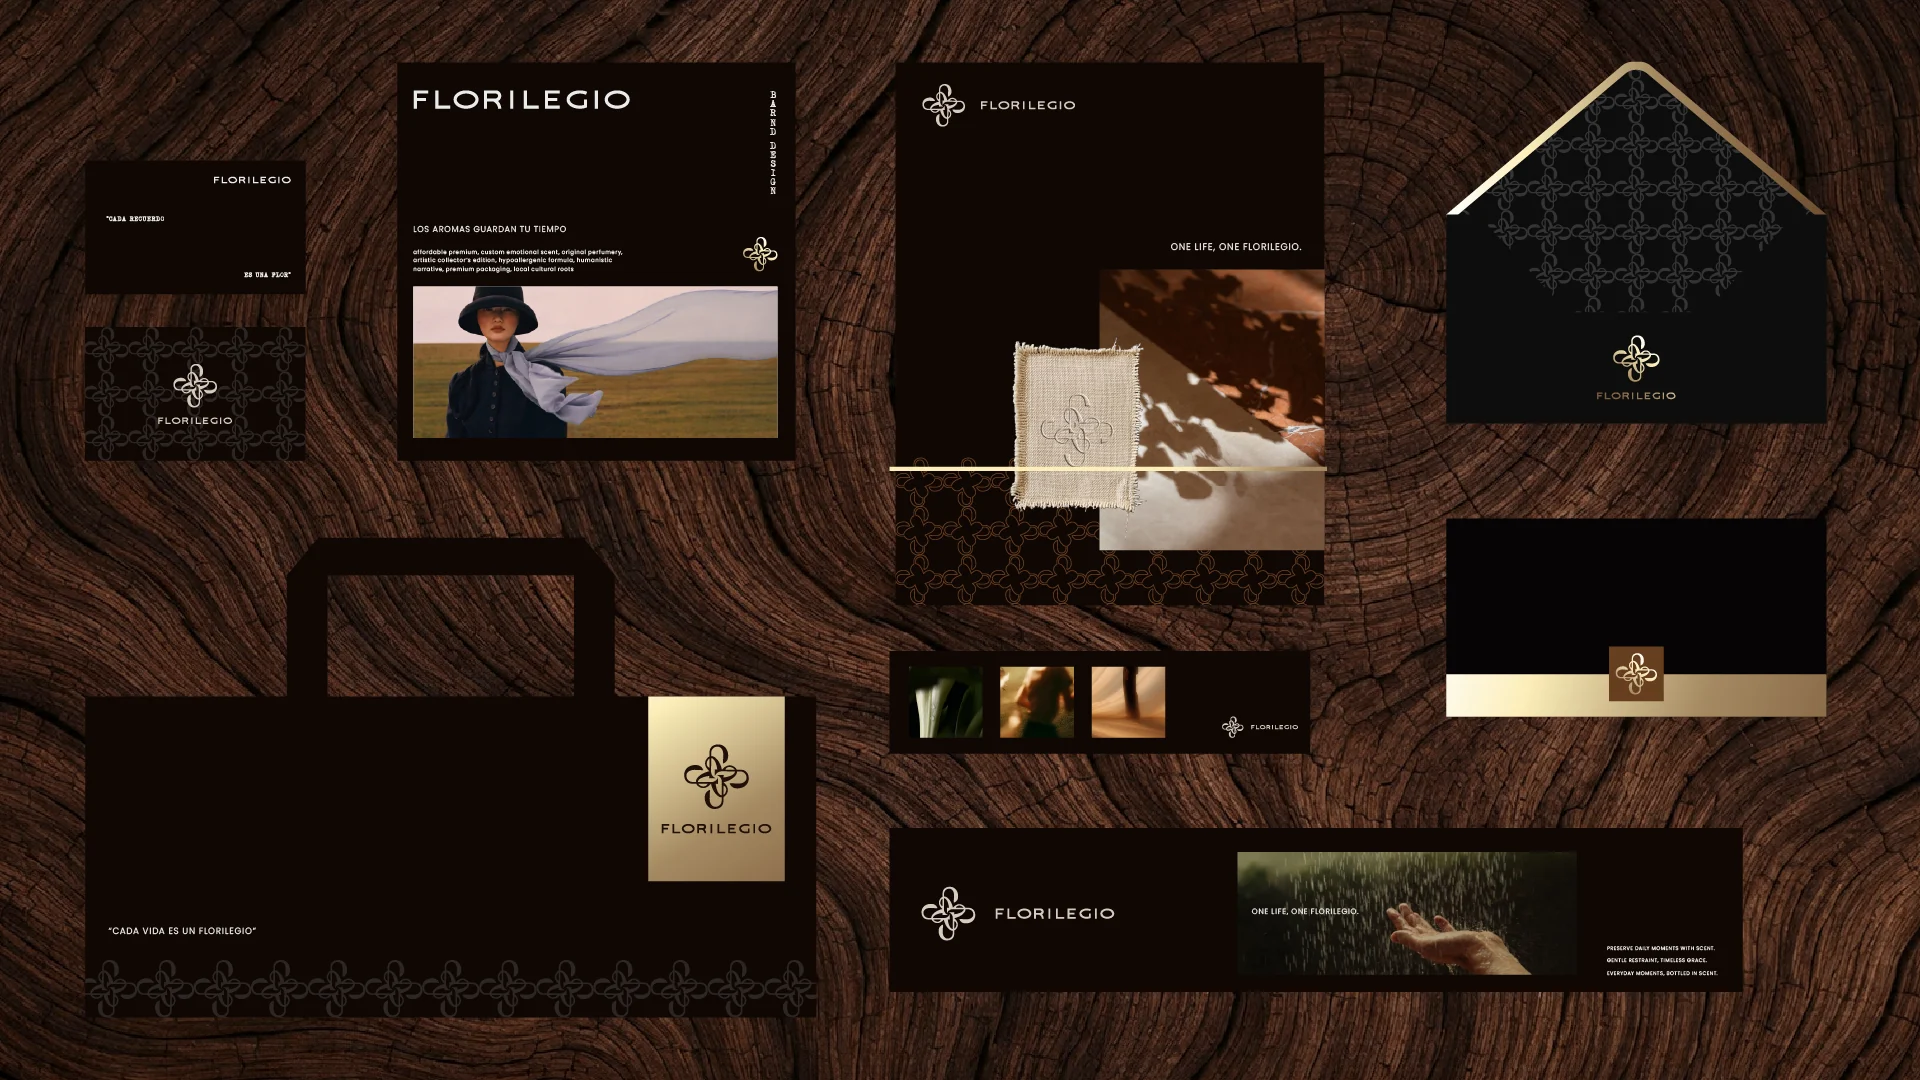 FLORILEGIO
"CADA RECUERDO
ES UNA FLOR"
FLORILEGIO
FLORILEGIO
BARND DESIGN
LOS AROMAS GUARDAN TU TIEMPO
affordable premium, custom emotional scent, original perfumery,
artistic collector's edition, hypoallergenic formula, humanistic
narrative, premium packaging, local cultural roots
FLORILEGIO
ONE LIFE, ONE FLORILEGIO.
FLORILEGIO
FLORILEGIO
"CADA VIDA ES UN FLORILEGIO"
FLORILEGIO
FLORILEGIO
ONE LIFE, ONE FLORILEGIO.
PRESERVE DAILY MOMENTS WITH SCENT.
GENTLE RESTRAINT, TIMELESS GRACE.
EVERYDAY MOMENTS, BOTTLED IN SCENT.